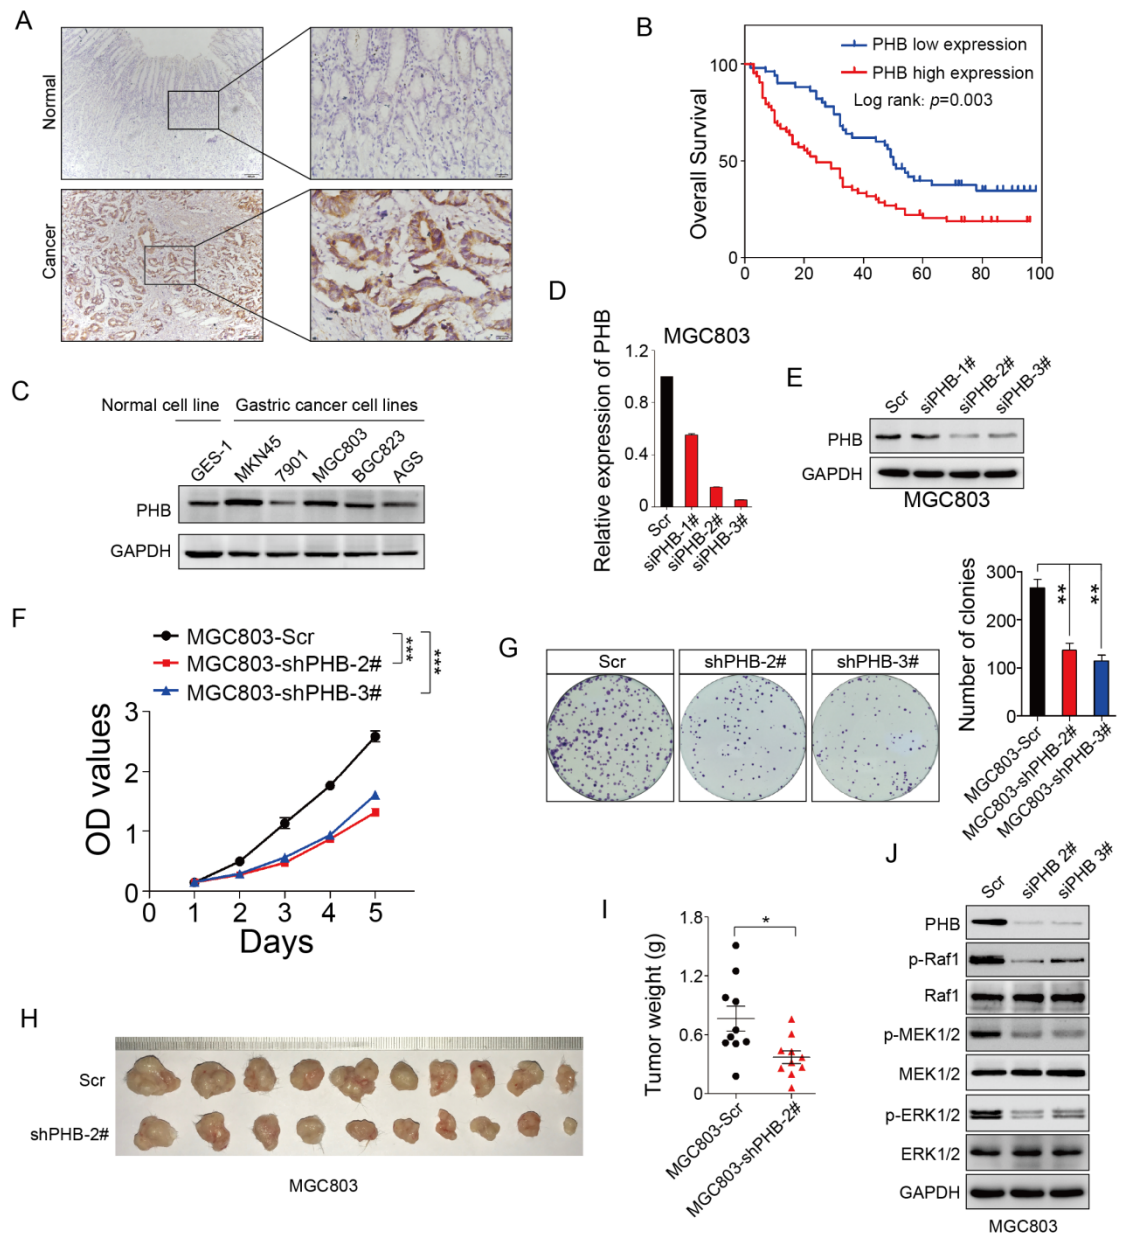 A
Normal
Cancer
B
PHB low expression
PHB high expression
Log rank: p=0.003
Overall Survival
100
50
0
0 20 40 60 80 100
C
Normal cell line Gastric cancer cell lines
GES-1 MKN45 7901 MGC803 BGC823 AGS
PHB
GAPDH
D
MGC803
Relative expression of PHB
1.2
0.8
0.4
0
Scr siPHB-1# siPHB-2# siPHB-3#
E
Scr siPHB-1# siPHB-2# siPHB-3#
PHB
GAPDH
MGC803
F
MGC803-Scr
MGC803-shPHB-2#
MGC803-shPHB-3#
***
***
OD values
3
2
1
0
0 1 2 3 4 5
Days
G
Scr shPHB-2# shPHB-3#
Number of clonies
300
200
100
0
** **
MGC803-Scr
MGC803-shPHB-2#
MGC803-shPHB-3#
H
Scr
shPHB-2#
MGC803
I
Tumor weight (g)
1.8
1.2
0.6
0
*
MGC803-Scr
MGC803-shPHB-2#
J
Scr siPHB 2# siPHB 3#
PHB
p-Raf1
Raf1
p-MEK1/2
MEK1/2
p-ERK1/2
ERK1/2
GAPDH
MGC803